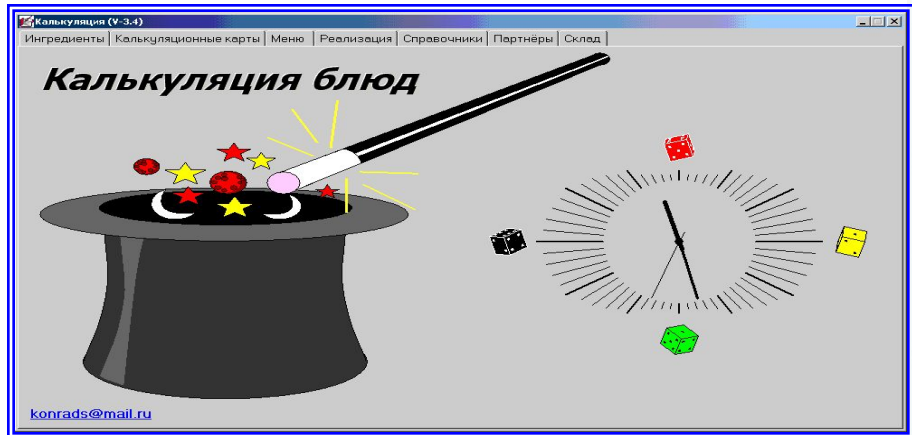 Калькуляция (V-3.4)
Ингредиенты Калькуляционные карты Меню Реализация Справочники Партнёры Склад
Калькуляция блюд
konrads@mail.ru